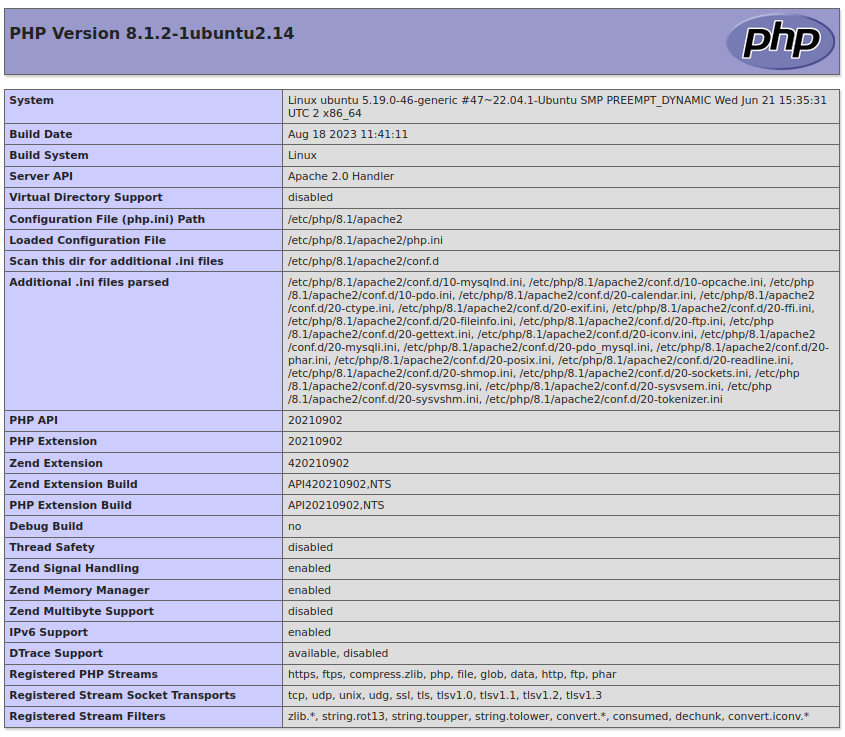 PHP Version 8.1.2-1ubuntu2.14
php
System
Linux ubuntu 5.19.0-46-generic #47~22.04.1-Ubuntu SMP PREEMPT_DYNAMIC Wed Jun 21 15:35:31
UTC 2 x86_64
Build Date
Aug 18 2023 11:41:11
Build System
Linux
Server API
Apache 2.0 Handler
Virtual Directory Support
disabled
Configuration File (php.ini) Path
/etc/php/8.1/apache2
Loaded Configuration File
/etc/php/8.1/apache2/php.ini
Scan this dir for additional .ini files
/etc/php/8.1/apache2/conf.d
Additional .ini files parsed
/etc/php/8.1/apache2/conf.d/10-mysqlnd.ini, /etc/php/8.1/apache2/conf.d/10-opcache.ini, /etc/php
/8.1/apache2/conf.d/10-pdo.ini, /etc/php/8.1/apache2/conf.d/20-calendar.ini, /etc/php/8.1/apache2
/conf.d/20-ctype.ini, /etc/php/8.1/apache2/conf.d/20-exif.ini, /etc/php/8.1/apache2/conf.d/20-ffi.ini,
/etc/php/8.1/apache2/conf.d/20-fileinfo.ini, /etc/php/8.1/apache2/conf.d/20-ftp.ini, /etc/php
/8.1/apache2/conf.d/20-gettext.ini, /etc/php/8.1/apache2/conf.d/20-iconv.ini, /etc/php/8.1/apache2
/conf.d/20-mysqli.ini, /etc/php/8.1/apache2/conf.d/20-pdo_mysql.ini, /etc/php/8.1/apache2/conf.d/20-
phar.ini, /etc/php/8.1/apache2/conf.d/20-posix.ini, /etc/php/8.1/apache2/conf.d/20-readline.ini,
/etc/php/8.1/apache2/conf.d/20-shmop.ini, /etc/php/8.1/apache2/conf.d/20-sockets.ini, /etc/php
/8.1/apache2/conf.d/20-sysvmsg.ini, /etc/php/8.1/apache2/conf.d/20-sysvsem.ini, /etc/php
/8.1/apache2/conf.d/20-sysvshm.ini, /etc/php/8.1/apache2/conf.d/20-tokenizer.ini
PHP API
20210902
PHP Extension
20210902
Zend Extension
420210902
Zend Extension Build
API420210902,NTS
PHP Extension Build
API20210902,NTS
Debug Build
no
Thread Safety
disabled
Zend Signal Handling
enabled
Zend Memory Manager
enabled
Zend Multibyte Support
disabled
IPv6 Support
enabled
DTrace Support
available, disabled
Registered PHP Streams
https, ftps, compress.zlib, php, file, glob, data, http, ftp, phar
Registered Stream Socket Transports
tcp, udp, unix, udg, ssl, tls, tlsv1.0, tlsv1.1, tlsv1.2, tlsv1.3
Registered Stream Filters
zlib.*, string.rot13, string.toupper, string.tolower, convert.*, consumed, dechunk, convert.iconv.*